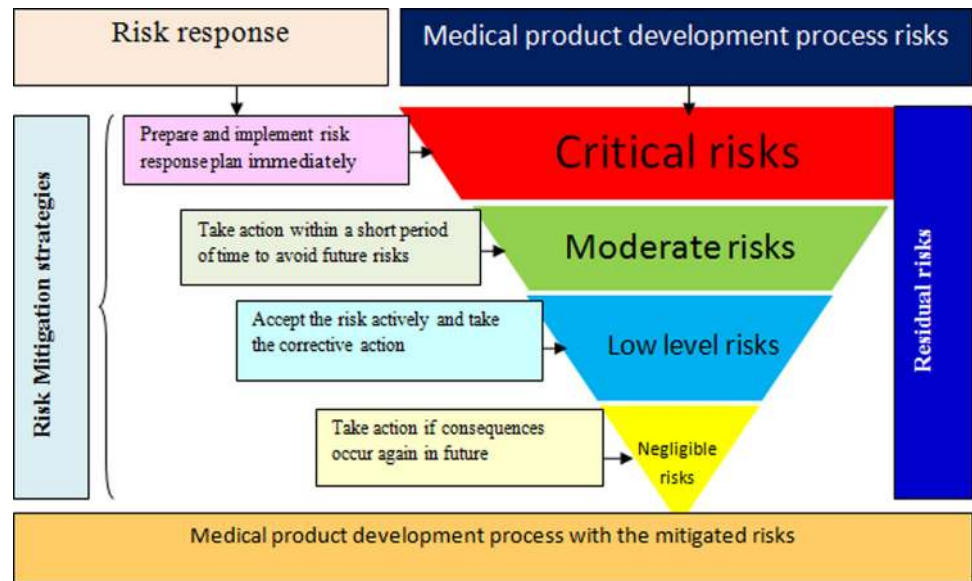 Risk response
Medical product development process risks
Risk Mitigation strategies
Prepare and implement risk
response plan immediately
Critical risks
Take action within a short period
of time to avoid future risks
Moderate risks
Accept the risk actively and take
the corrective action
Low level risks
Take action if consequences
occur again in future
Negligible
risks
Residual risks
Medical product development process with the mitigated risks